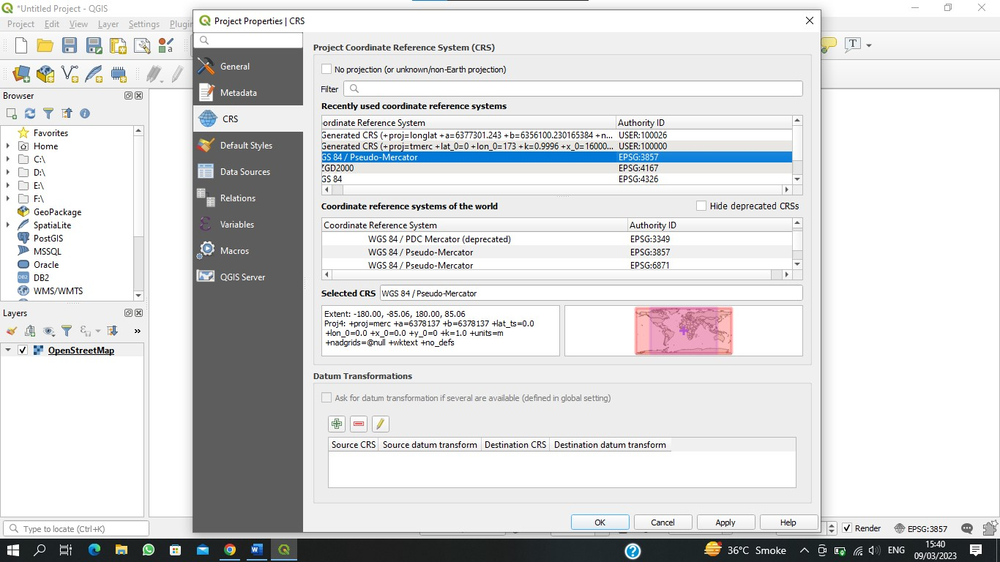 *Untitled Project - QGIS
Project Edit View Layer Settings Plugin
Project Properties | CRS
General
Metadata
CRS
Default Styles
Data Sources
Relations
Variables
Macros
QGIS Server
Project Coordinate Reference System (CRS)
No projection (or unknown/non-Earth projection)
Filter
Recently used coordinate reference systems
ordinate Reference System Authority ID
Generated CRS (+proj=longlat +a=6377301.243 +b=6356100.230165384 +n... USER:100026
Generated CRS (+proj=tmerc +lat_0=0 +lon_0=173 +k=0.9996 +x_0=16000... USER:100000
GS 84 / Pseudo-Mercator EPSG:3857
ZGD2000 EPSG:4167
GS 84 EPSG:4326
Coordinate reference systems of the world Hide deprecated CRSs
Coordinate Reference System Authority ID
WGS 84 / PDC Mercator (deprecated) EPSG:3349
WGS 84 / Pseudo-Mercator EPSG:3857
WGS 84 / Pseudo-Mercator EPSG:6871
Selected CRS WGS 84 / Pseudo-Mercator
Extent: -180.00, -85.06, 180.00, 85.06
Proj4: +proj=merc +a=6378137 +b=6378137 +lat_ts=0.0
+lon_0=0.0 +x_0=0.0 +y_0=0 +k=1.0 +units=m
+nadgrids=@null +wktext +no_defs
Datum Transformations
Ask for datum transformation if several are available (defined in global setting)
Source CRS Source datum transform Destination CRS Destination datum transform
OK Cancel Apply Help
Browser
Favorites
Home
C:\
D:\
E:\
F:\
GeoPackage
SpatiaLite
PostGIS
MSSQL
Oracle
DB2 DB2
WMS/WMTS
Layers
»
OpenStreetMap
Type to locate (Ctrl+K)
Render EPSG:3857
36°C Smoke ENG
15:40
09/03/2023